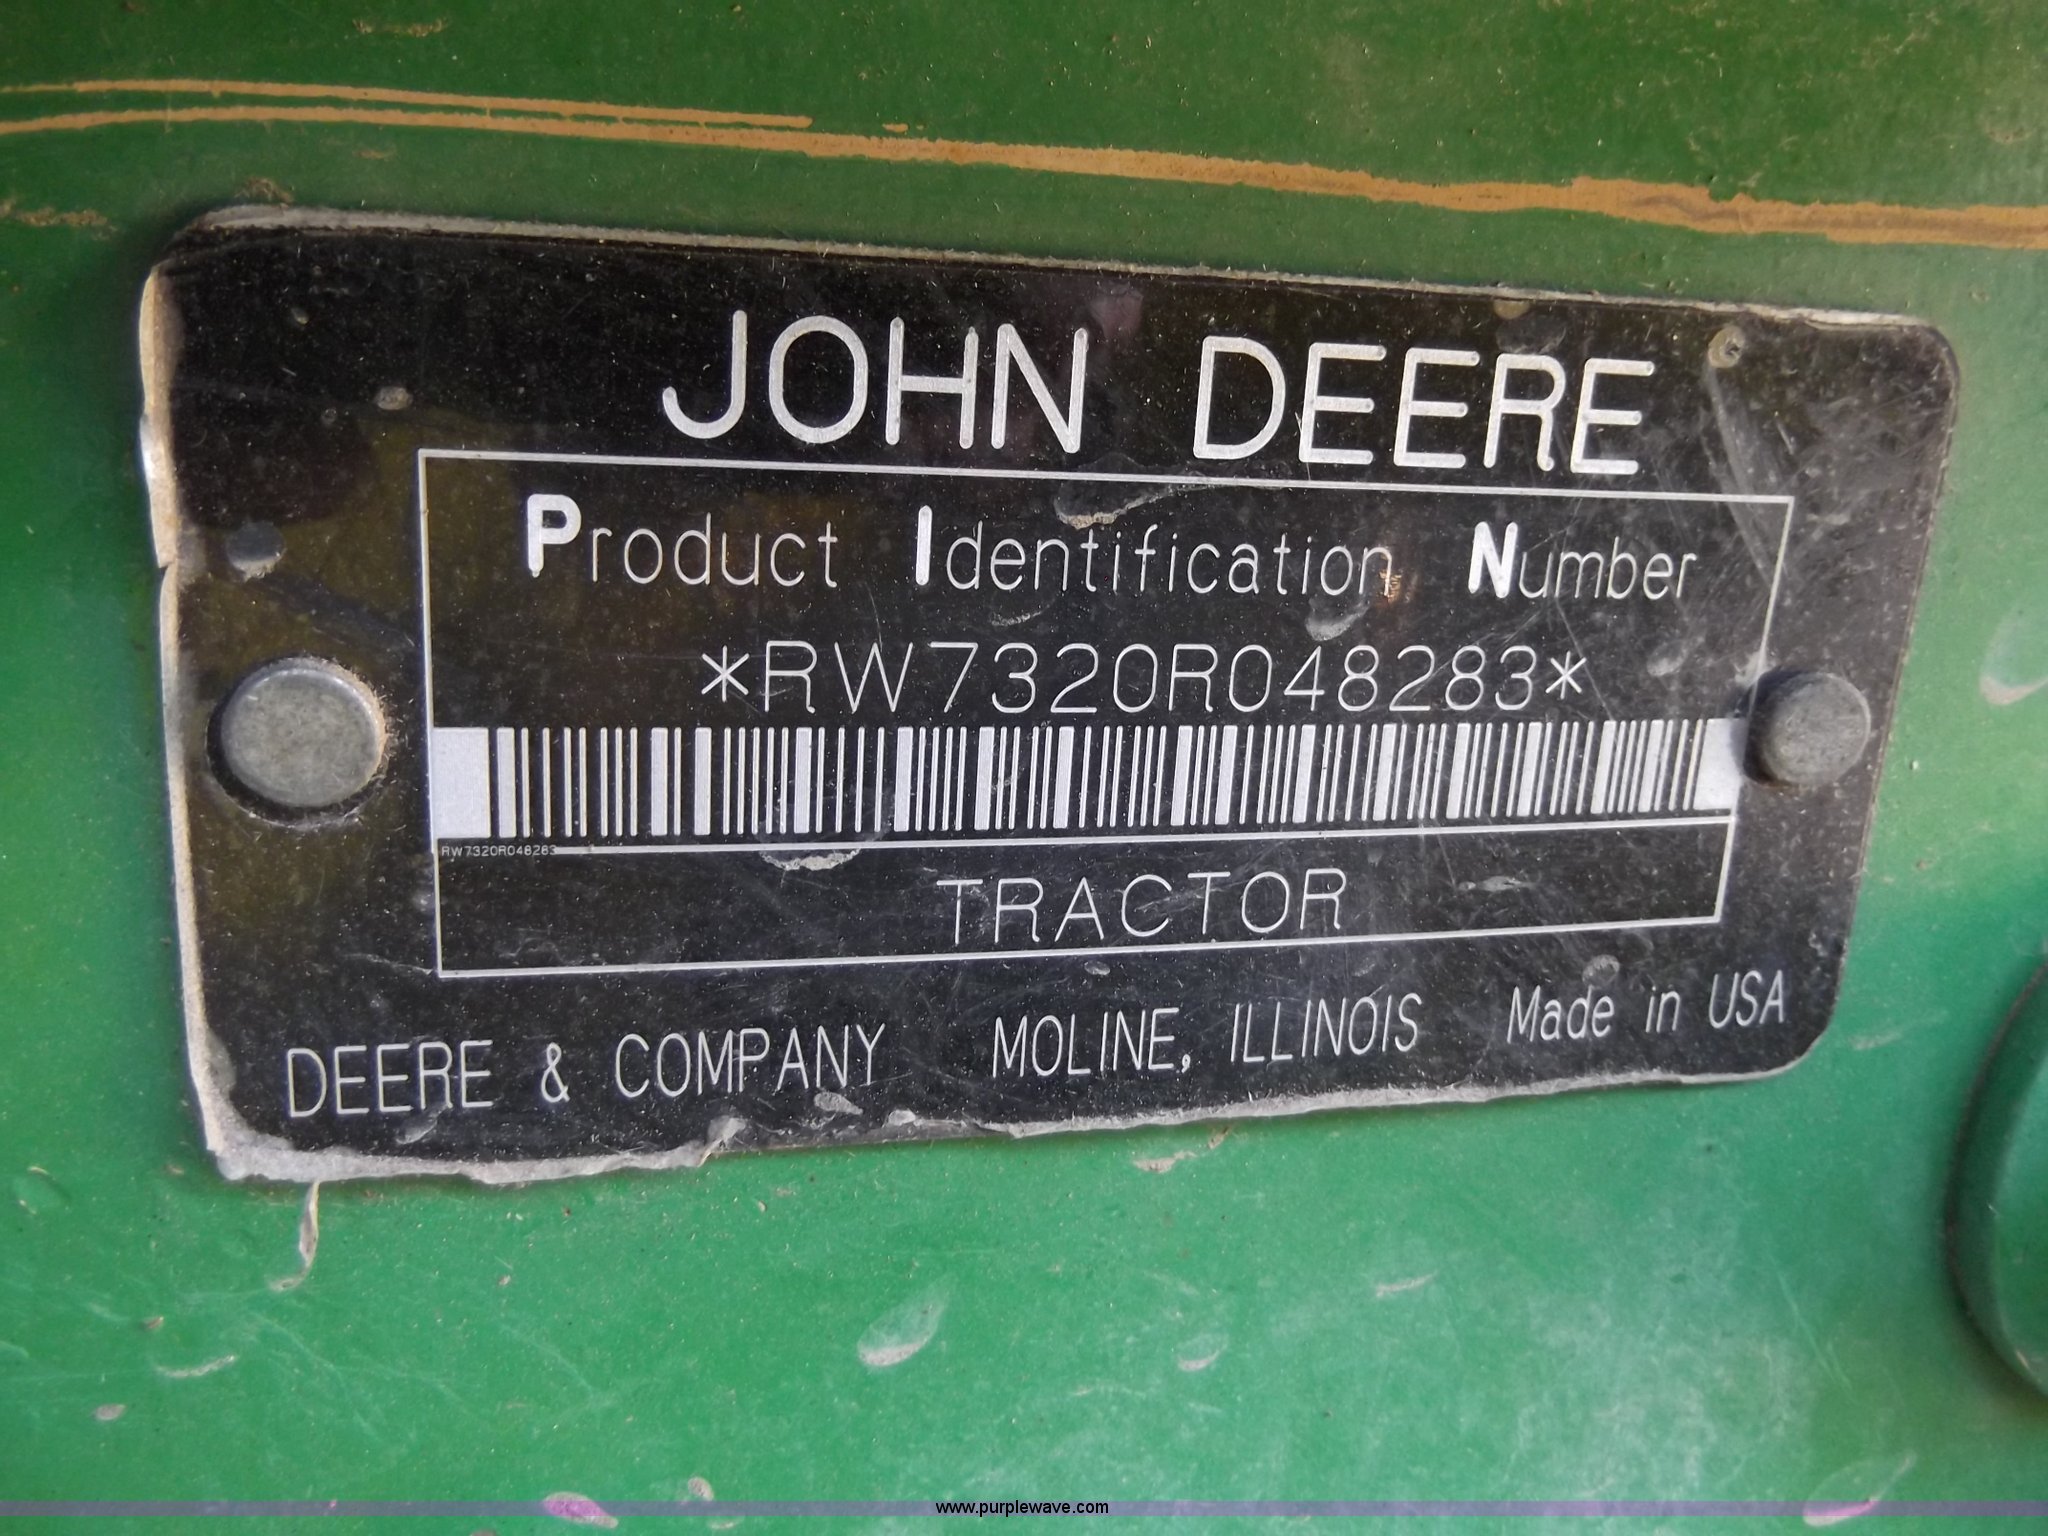 JOHN DEERE
Product Identification Number
*RW7320R048283*
RW7320R048283
TRACTOR
DEERE & COMPANY MOLINE, ILLINOIS Made in USA
www.purplewave.com